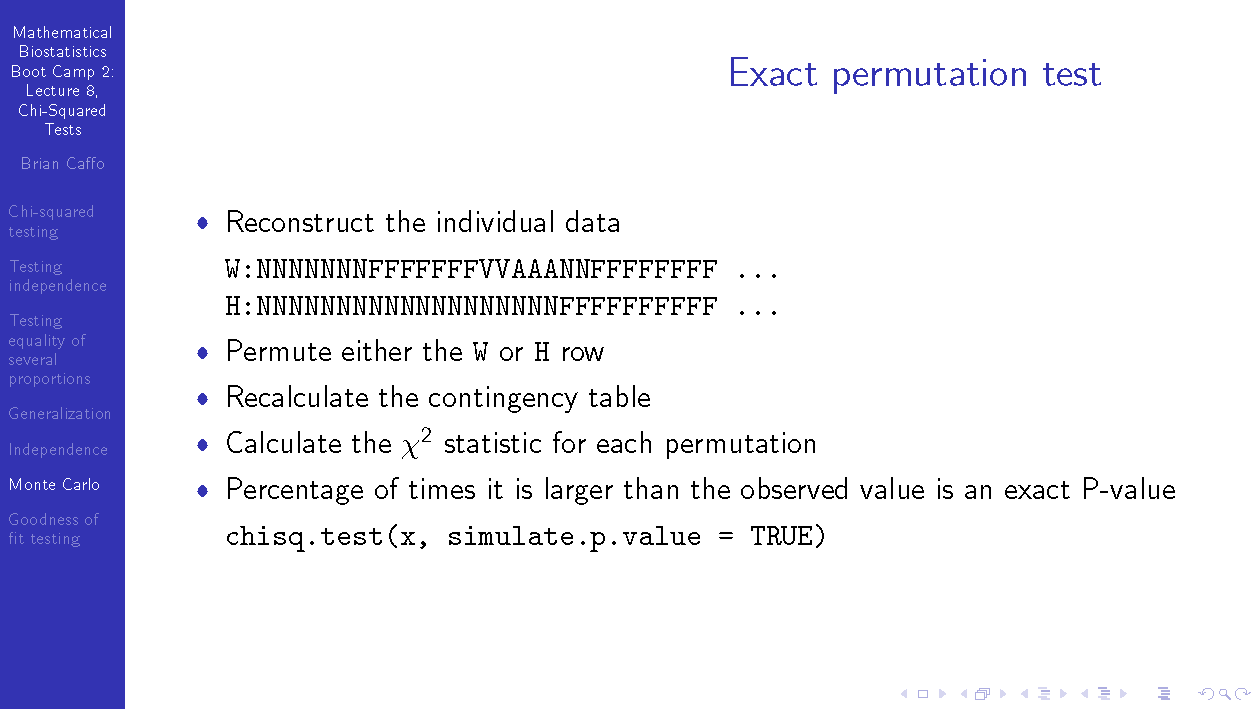 Mathematical
Biostatistics
Boot Camp 2:
Lecture 8,
Chi-Squared
Tests
Brian Caffo
Chi-squared
testing
Testing
independence
Testing
equality of
several
proportions
Generalization
Independence
Monte Carlo
Goodness of
fit testing
Exact permutation test
• Reconstruct the individual data
W:NNNNNNNFFFFFFFVVAAANNFFFFFFFF ...
H:NNNNNNNNNNNNNNNNNNNFFFFFFFFFF ...
• Permute either the W or H row
• Recalculate the contingency table
• Calculate the χ² statistic for each permutation
• Percentage of times it is larger than the observed value is an exact P-value
chisq.test(x, simulate.p.value = TRUE)